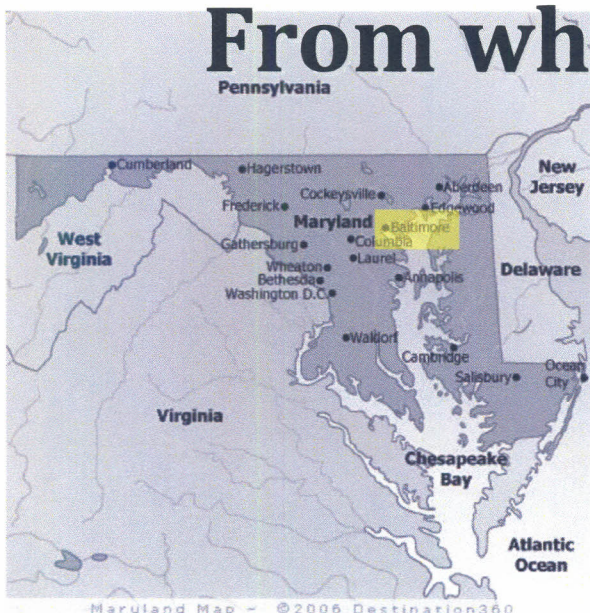 From wh
Pennsylvania
Cumberland
Hagerstown
New
Jersey
Aberdeen
Cockeysville
Frederick
Edgewood
Maryland
Baltimore
West
Virginia
Gathersburg
Columbia
Laurel
Wheaton
Delaware
Bethesda
Annapolis
Washington D.C.
Waldorf
Cambridge
Ocean
City
Salisbury
Virginia
Chesapeake
Bay
Atlantic
Ocean
Maryland Map - ©2006 Destination360